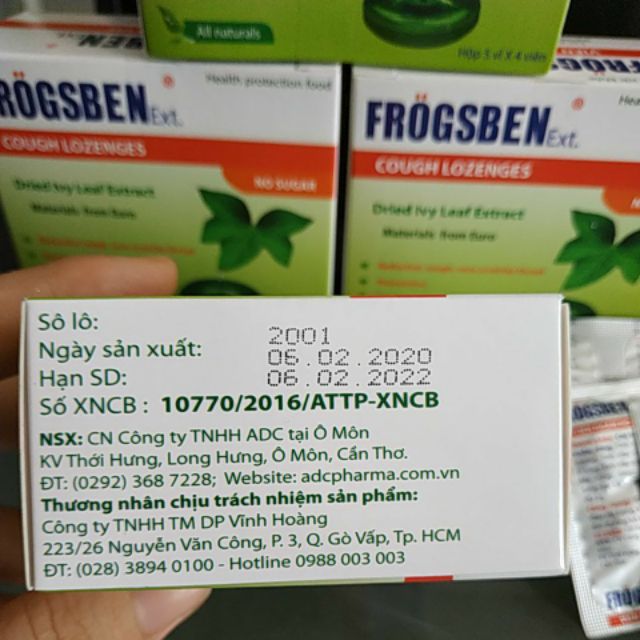 All naturals
Hộp 5 vỉ X 4 viên
RÖGSBEN Ext.
Health protection food
COUGH LOZENGES
NO SUGAR
Dried Ivy Leaf Extract
Materials from Euro
FRÖGSBEN Ext.
COUGH LOZENGES
Dried Ivy Leaf Extract
Materials from Euro
Sô lô: 2001
Ngày sản xuất: 06.02.2020
Hạn SD: 06.02.2022
Số XNCB : 10770/2016/ATTP-XNCB
NSX: CN Công ty TNHH ADC tại Ô Môn
KV Thới Hưng, Long Hưng, Ô Môn, Cần Thơ.
ĐT: (0292) 368 7228; Website: adcpharma.com.vn
Thương nhân chịu trách nhiệm sản phẩm:
Công ty TNHH TM DP Vĩnh Hoàng
223/26 Nguyễn Văn Công, P. 3, Q. Gò Vấp, Tp. HCM
ĐT: (028) 3894 0100 - Hotline 0988 003 003